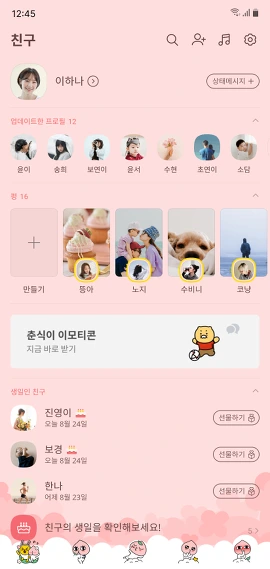 12:45
친구
이하나
상태메시지 +
업데이트한 프로필 12
윤이 송희 보연이 윤서 수현 초연이 소담
펑 16
만들기 뜽아 노지 수비니 코냥
춘식이 이모티콘
지금 바로 받기
생일인 친구
진영이
오늘 8월 24일
선물하기
보경
오늘 8월 24일
선물하기
한나
어제 8월 23일
선물하기
친구의 생일을 확인해보세요!
5